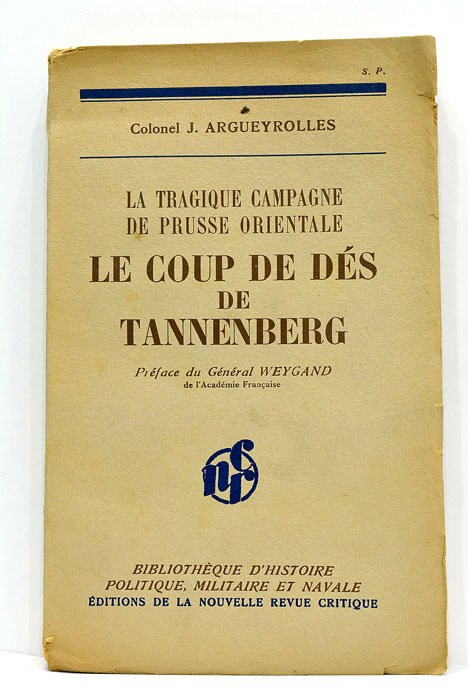 S. P.
Colonel J. ARGUEYROLLES
LA TRAGIQUE CAMPAGNE
DE PRUSSE ORIENTALE
LE COUP DE DÉS
DE
TANNENBERG
Préface du Général WEYGAND
de l'Académie Française
nrc
BIBLIOTHÈQUE D'HISTOIRE
POLITIQUE, MILITAIRE ET NAVALE
ÉDITIONS DE LA NOUVELLE REVUE CRITIQUE